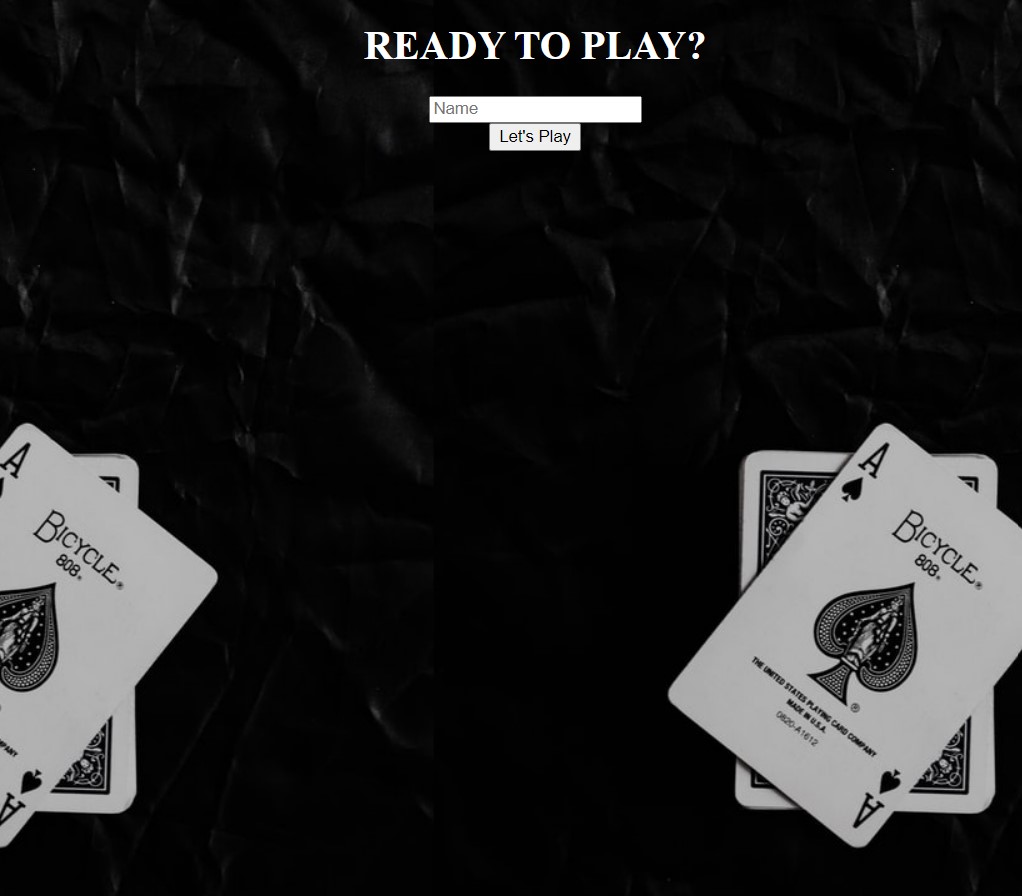 READY TO PLAY?
Name
Let's Play
A
BICYCLE
808®
®
COMPANY
A
A
BICYCLE®
808®
®
THE UNITED STATES PLAYING CARD COMPANY
MADE IN U.S.A.
0820-A1612
A